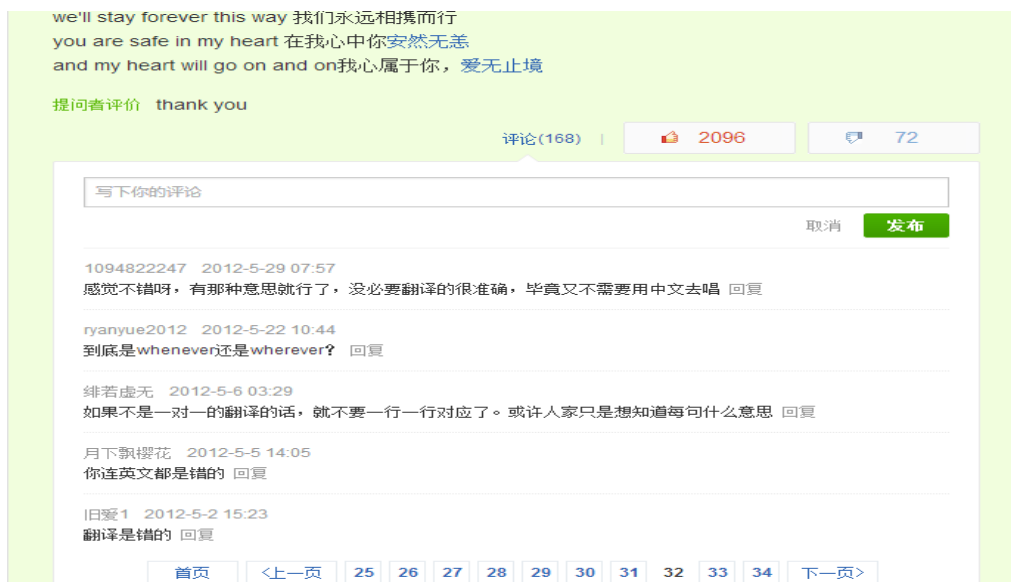 we'll stay forever this way 我们永远相携而行
you are safe in my heart 在我心中你安然无恙
and my heart will go on and on我心属于你，爱无止境
提问者评价 thank you
评论(168) | 2096 72
写下你的评论
取消 发布
1094822247 2012-5-29 07:57
感觉不错呀，有那种意思就行了，没必要翻译的很准确，毕竟又不需要用中文去唱 回复
ryanyue2012 2012-5-22 10:44
到底是whenever还是wherever? 回复
绯若虚无 2012-5-6 03:29
如果不是一对一的翻译的话，就不要一行一行对应了。或许人家只是想知道每句什么意思 回复
月下飘樱花 2012-5-5 14:05
你连英文都是错的 回复
旧爱1 2012-5-2 15:23
翻译是错的 回复
首页 <上一页 25 26 27 28 29 30 31 32 33 34 下一页>